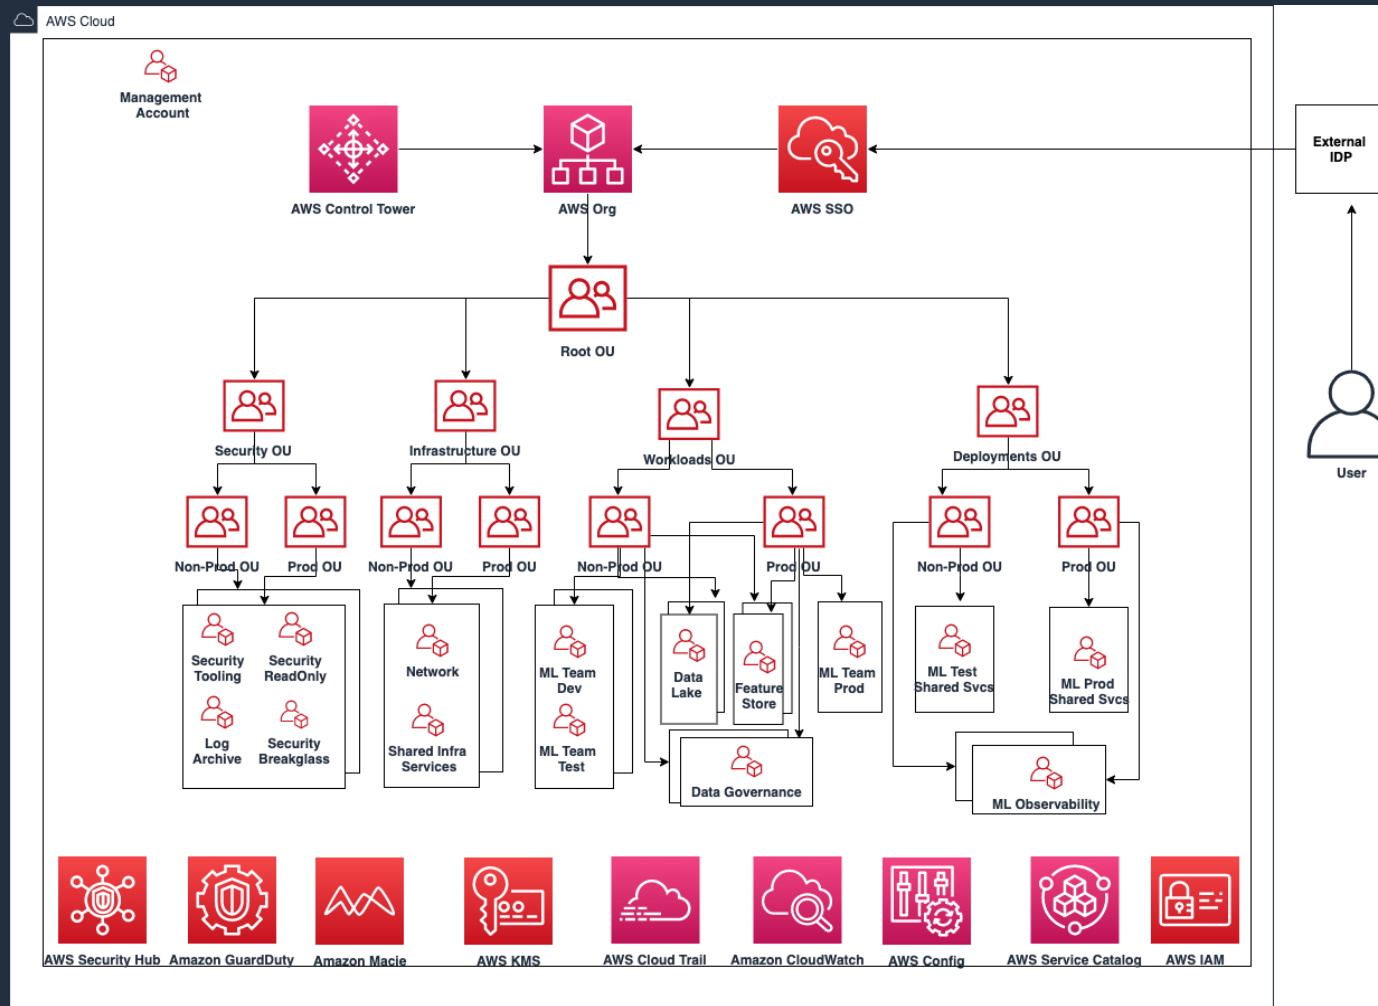 AWS Cloud
Management
Account
External
IDP
AWS Control Tower
AWS Org
AWS SSO
Root OU
User
Security OU
Infrastructure OU
Workloads OU
Deployments OU
Non-Prod OU
Prod OU
Non-Prod OU
Prod OU
Non-Prod OU
Prod OU
Non-Prod OU
Prod OU
Security
Tooling
Security
ReadOnly
Log
Archive
Security
Breakglass
Network
Shared Infra
Services
ML Team
Dev
ML Team
Test
Data
Lake
Feature
Store
ML Team
Prod
Data Governance
ML Test
Shared Svcs
ML Prod
Shared Svcs
ML Observability
AWS Security Hub
Amazon GuardDuty
Amazon Macie
AWS KMS
AWS Cloud Trail
Amazon CloudWatch
AWS Config
AWS Service Catalog
AWS IAM